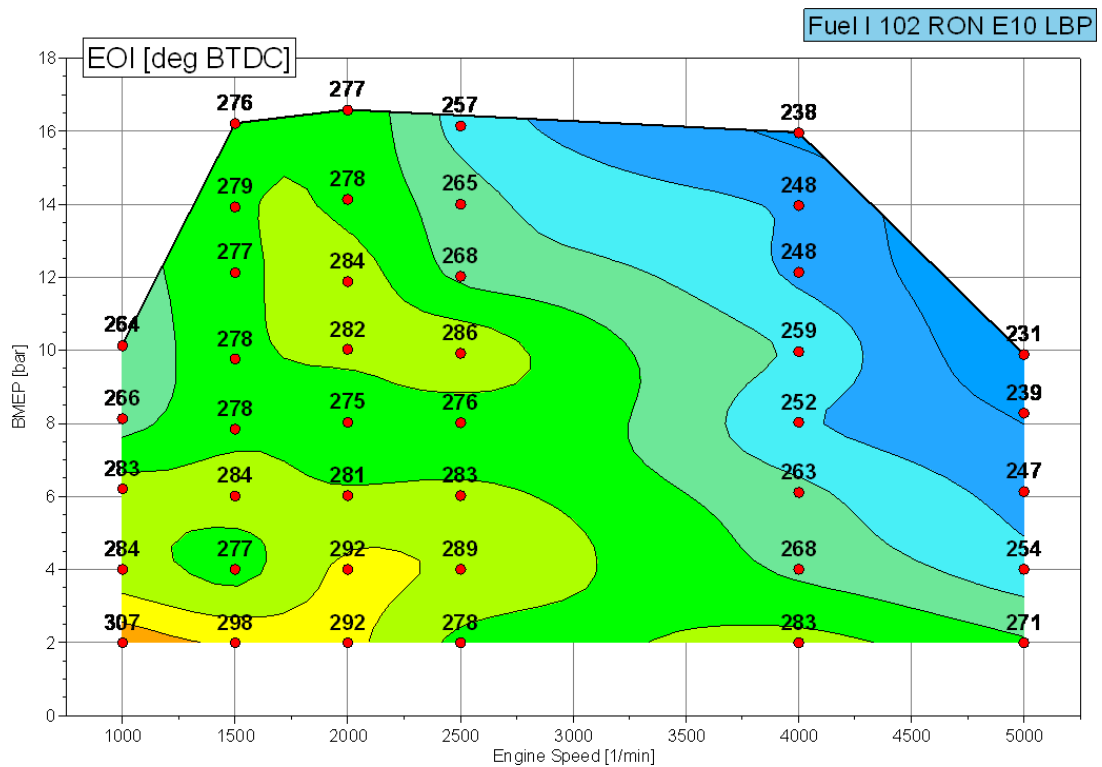 Fuel I 102 RON E10 LBP
EOI [deg BTDC]
18
16
14
12
10
8
6
4
2
0
BMEP [bar]
276 277 257 238
279 278 265 248
277 284 268 248
264 278 282 286 259 231
266 278 275 276 252 239
283 284 281 283 263 247
284 277 292 289 268 254
307 298 292 278 283 271
1000 1500 2000 2500 3000 3500 4000 4500 5000
Engine Speed [1/min]